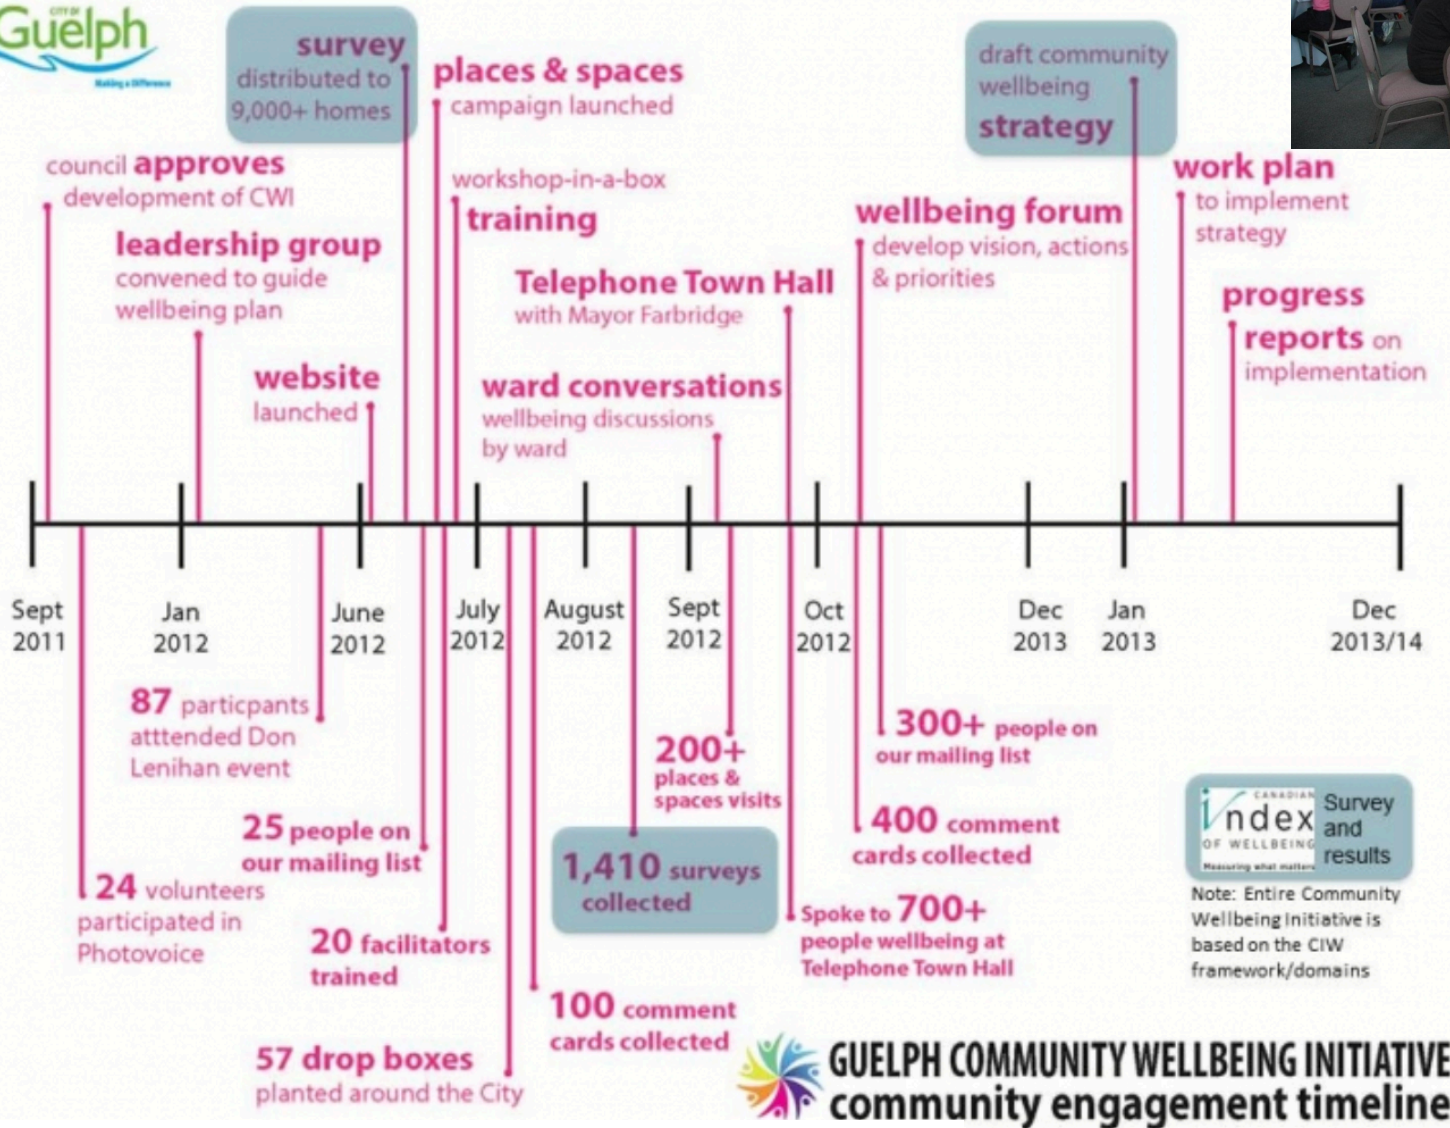 CITY OF
Guelph
Making a Difference
survey
distributed to
9,000+ homes
places & spaces
campaign launched
draft community
wellbeing
strategy
council approves
development of CWI
workshop-in-a-box
training
work plan
to implement
strategy
leadership group
convened to guide
wellbeing plan
wellbeing forum
develop vision, actions
& priorities
Telephone Town Hall
with Mayor Farbridge
progress
reports on
implementation
website
launched
ward conversations
wellbeing discussions
by ward
Sept
2011
Jan
2012
June
2012
July
2012
August
2012
Sept
2012
Oct
2012
Dec
2013
Jan
2013
Dec
2013/14
87 particpants
atttended Don
Lenihan event
200+
places &
spaces visits
300+ people on
our mailing list
25 people on
our mailing list
1,410 surveys
collected
400 comment
cards collected
24 volunteers
participated in
Photovoice
20 facilitators
trained
Spoke to 700+
people wellbeing at
Telephone Town Hall
100 comment
cards collected
57 drop boxes
planted around the City
CANADIAN
index
OF WELLBEING
Measuring what matters
Survey
and
results
Note: Entire Community
Wellbeing Initiative is
based on the CIW
framework/domains
GUELPH COMMUNITY WELLBEING INITIATIVE
community engagement timeline